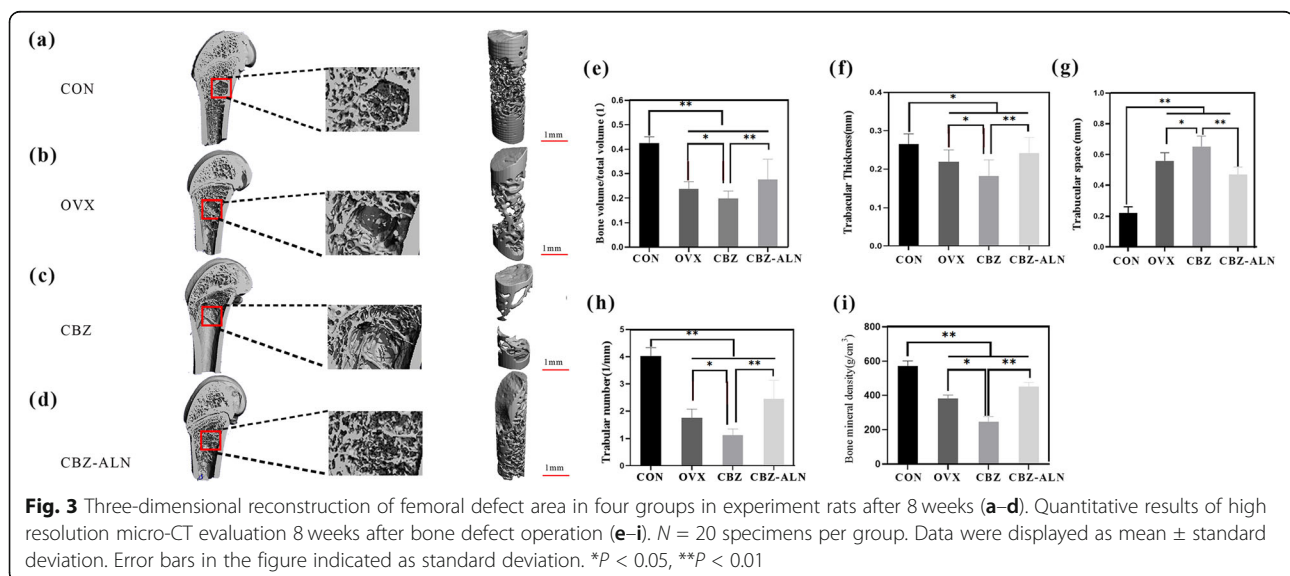 (a)
CON
1mm
(b)
OVX
1mm
(c)
CBZ
1mm
(d)
CBZ-ALN
1mm
(e)
Bone volume/total volume (1)
0.6
0.5
0.4
0.3
0.2
0.1
0.0
**
*
**
CON OVX CBZ CBZ-ALN
(f)
Trabacular Thickness(mm)
0.4
0.3
0.2
0.1
0.0
*
*
**
CON OVX CBZ CBZ-ALN
(g)
Trabucular space (mm)
1.0
0.8
0.6
0.4
0.2
0.0
**
*
**
CON OVX CBZ CBZ-ALN
(h)
Trabular number(1/mm)
5
4
3
2
1
0
**
*
**
CON OVX CBZ CBZ-ALN
(i)
Bone mineral density(g/cm³)
800
600
400
200
0
**
*
**
CON OVX CBZ CBZ-ALN
Fig. 3 Three-dimensional reconstruction of femoral defect area in four groups in experiment rats after 8 weeks (a–d). Quantitative results of high
resolution micro-CT evaluation 8 weeks after bone defect operation (e–i). N = 20 specimens per group. Data were displayed as mean ± standard
deviation. Error bars in the figure indicated as standard deviation. *P < 0.05, **P < 0.01